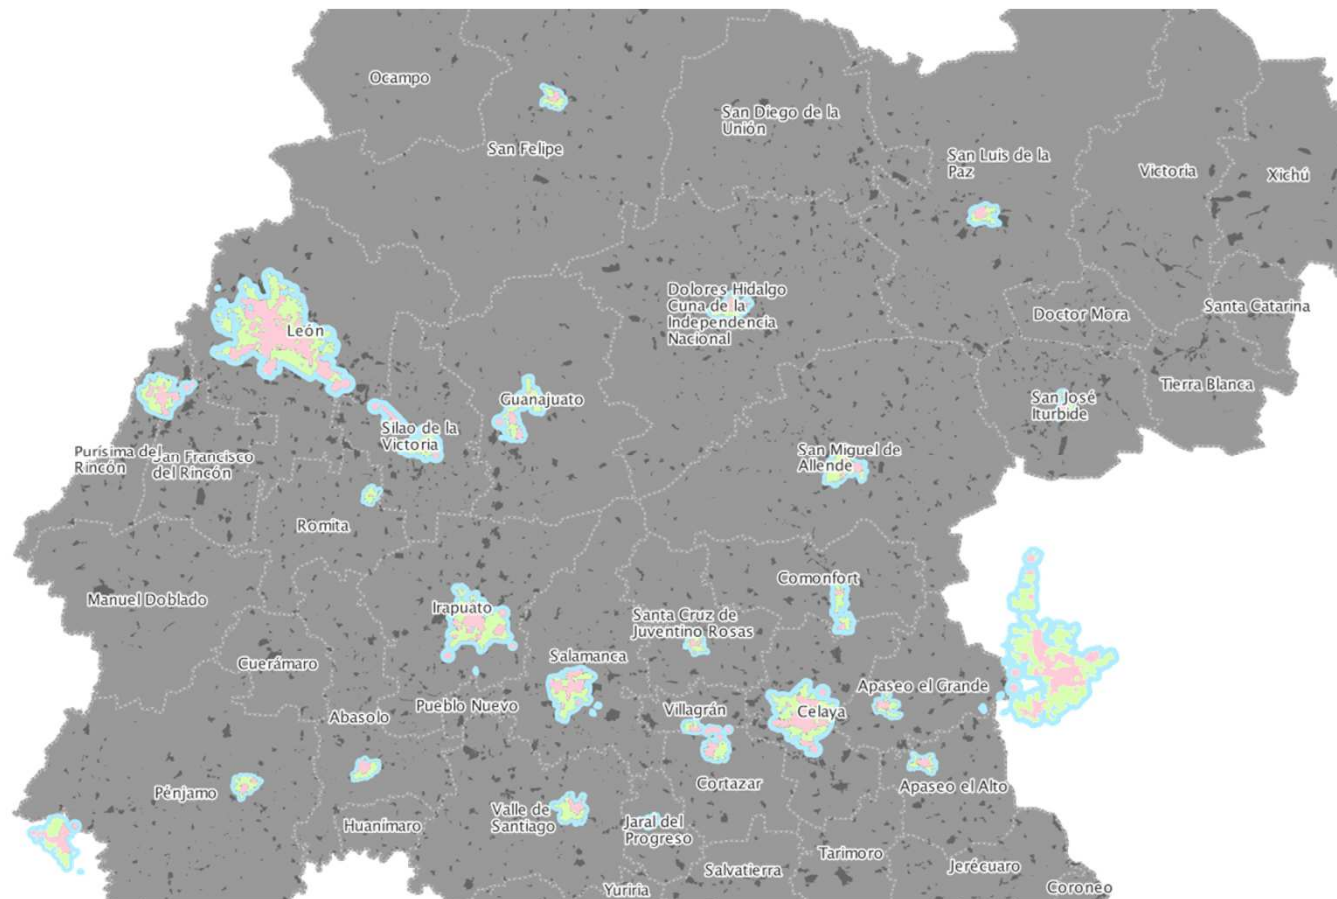 Ocampo
San Diego de la
Unión
San Felipe
San Luis de la
Paz
Victoria
Xichú
Dolores Hidalgo
Cuna de la
Independencia
Nacional
León
Doctor Mora
Santa Catarina
Guanajuato
Tierra Blanca
San José
Iturbide
Silao de la
Victoria
Purísima del
Rincón
San Francisco
del Rincón
San Miguel de
Allende
Romita
Comonfort
Manuel Doblado
Irapuato
Santa Cruz de
Juventino Rosas
Cuerámaro
Salamanca
Apaseo el Grande
Abasolo
Pueblo Nuevo
Villagrán
Celaya
Pénjamo
Cortazar
Apaseo el Alto
Huanímaro
Valle de
Santiago
Jaral del
Progreso
Tarimoro
Salvatierra
Jerécuaro
Yuriria
Coroneo